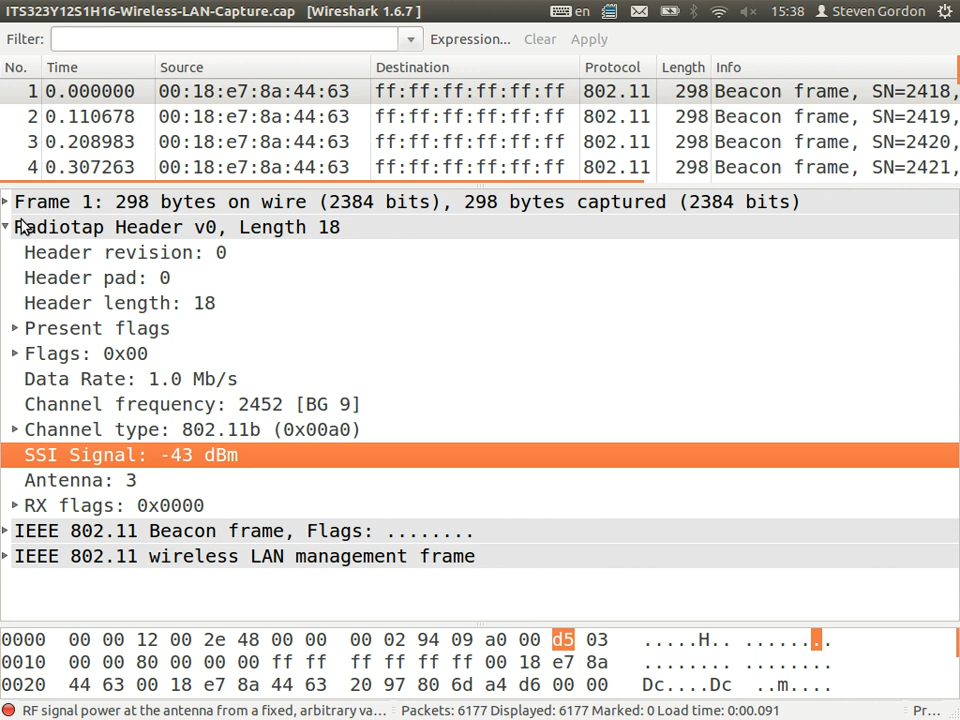 ITS323Y12S1H16-Wireless-LAN-Capture.cap [Wireshark 1.6.7 ] en 15:38 Steven Gordon
Filter: Expression... Clear Apply
No. Time Source Destination Protocol Length Info
1 0.000000 00:18:e7:8a:44:63 ff:ff:ff:ff:ff:ff 802.11 298 Beacon frame, SN=2418,
2 0.110678 00:18:e7:8a:44:63 ff:ff:ff:ff:ff:ff 802.11 298 Beacon frame, SN=2419,
3 0.208983 00:18:e7:8a:44:63 ff:ff:ff:ff:ff:ff 802.11 298 Beacon frame, SN=2420,
4 0.307263 00:18:e7:8a:44:63 ff:ff:ff:ff:ff:ff 802.11 298 Beacon frame, SN=2421,
Frame 1: 298 bytes on wire (2384 bits), 298 bytes captured (2384 bits)
Radiotap Header v0, Length 18
Header revision: 0
Header pad: 0
Header length: 18
Present flags
Flags: 0x00
Data Rate: 1.0 Mb/s
Channel frequency: 2452 [BG 9]
Channel type: 802.11b (0x00a0)
SSI Signal: -43 dBm
Antenna: 3
RX flags: 0x0000
IEEE 802.11 Beacon frame, Flags: ........
IEEE 802.11 wireless LAN management frame
0000 00 00 12 00 2e 48 00 00 00 02 94 09 a0 00 d5 03 .....H.. ........
0010 00 00 80 00 00 00 ff ff ff ff ff ff 00 18 e7 8a ........ ........
0020 44 63 00 18 e7 8a 44 63 20 97 80 6d a4 d6 00 00 Dc....Dc ..m....
RF signal power at the antenna from a fixed, arbitrary va... Packets: 6177 Displayed: 6177 Marked: 0 Load time: 0:00.091 Pr...